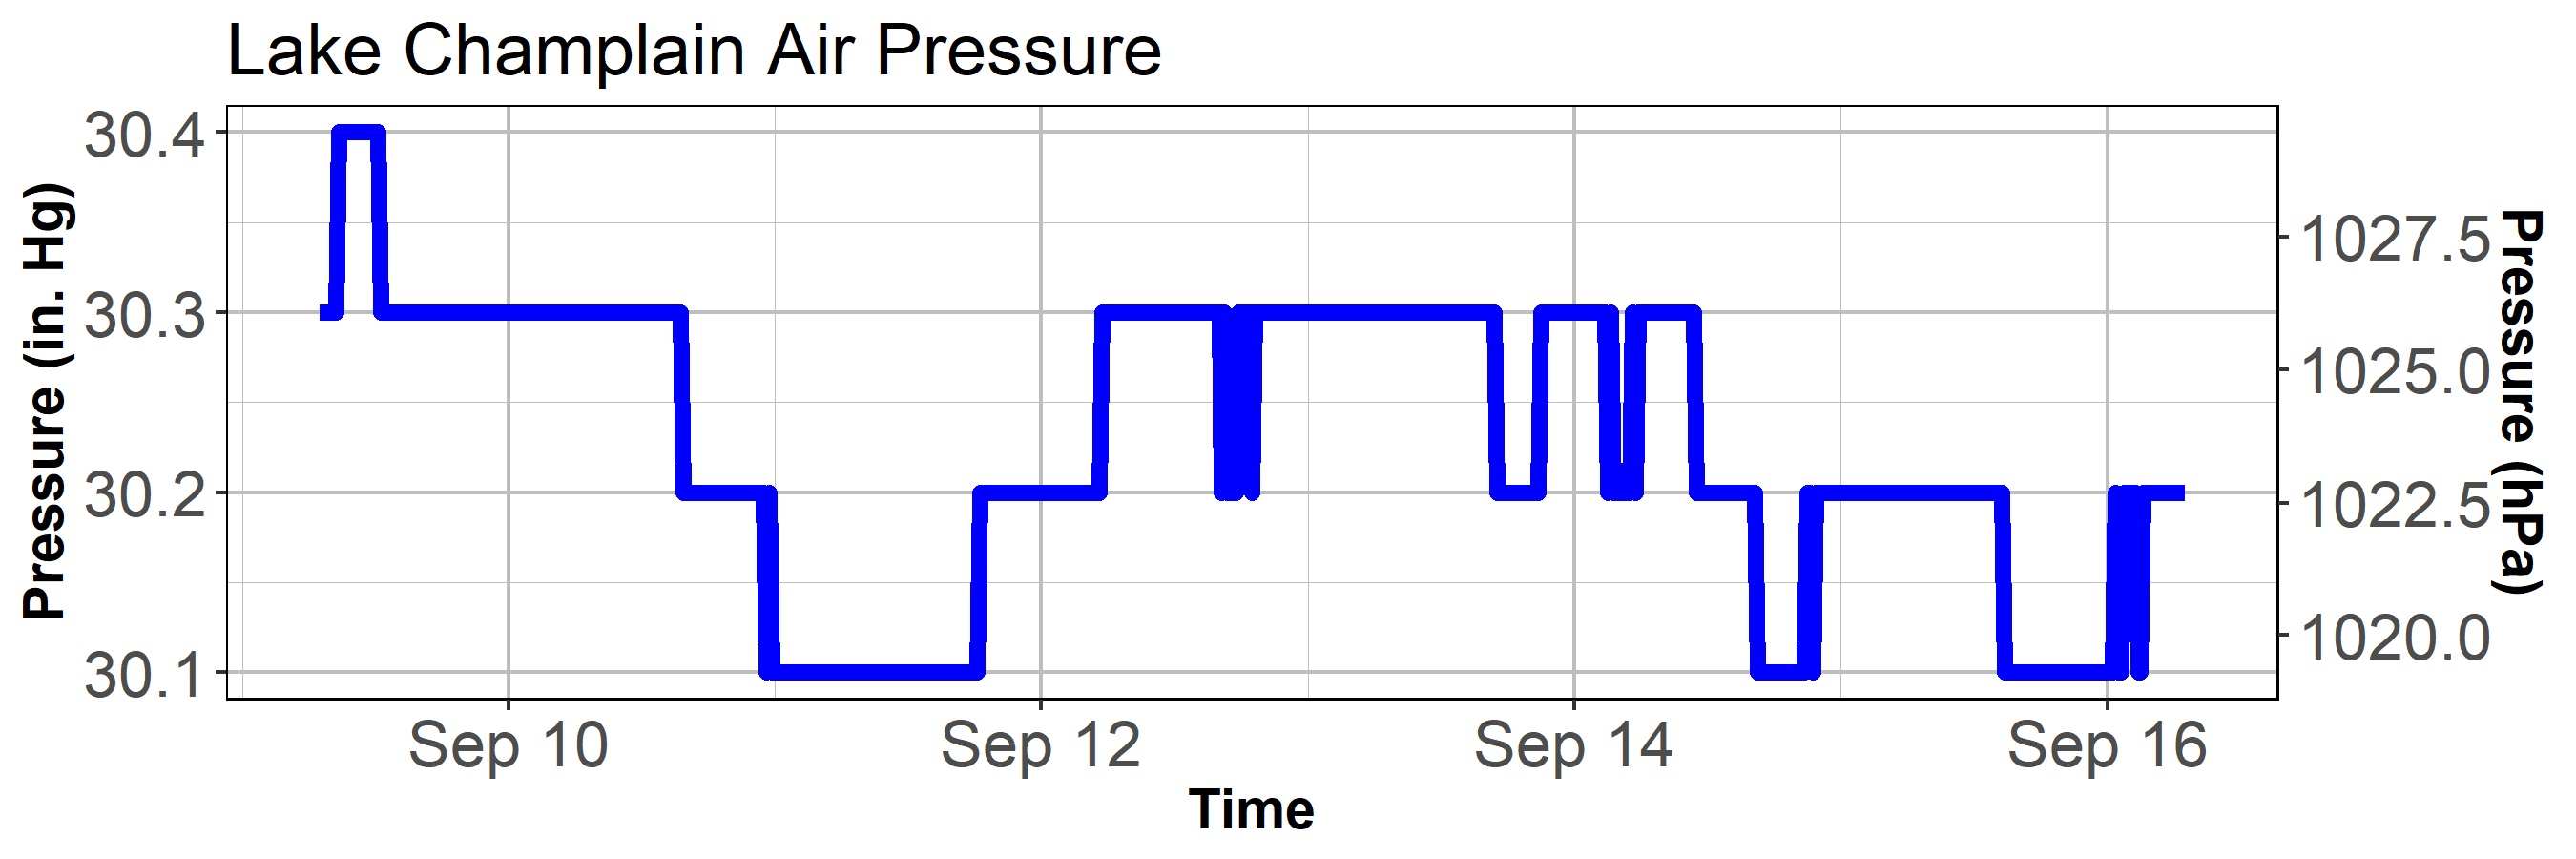 Lake Champlain Air Pressure
Pressure (in. Hg)
30.4
30.3
30.2
30.1
1027.5
1025.0
1022.5
1020.0
Pressure (hPa)
Sep 10
Sep 12
Sep 14
Sep 16
Time